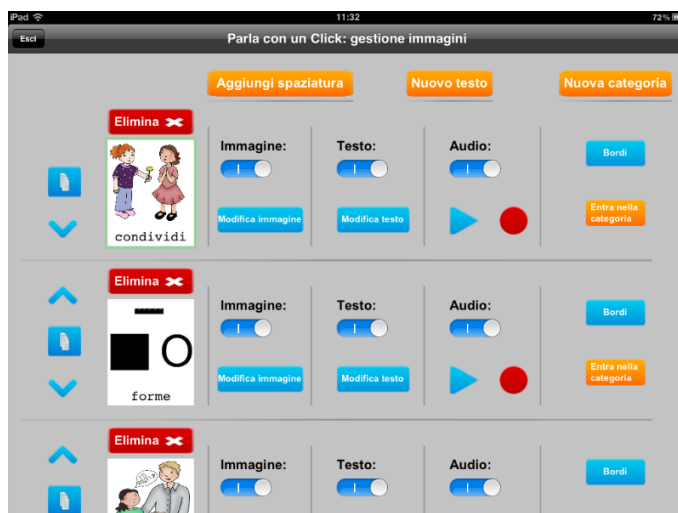 iPad 11:32 72%
Esci Parla con un Click: gestione immagini
Aggiungi spaziatura Nuovo testo Nuova categoria
Elimina
Immagine: Testo: Audio:
Bordi
Modifica immagine Modifica testo
Entra nella
categoria
condividi
Elimina
Immagine: Testo: Audio:
Bordi
Modifica immagine Modifica testo
Entra nella
categoria
forme
Elimina
Immagine: Testo: Audio:
Bordi